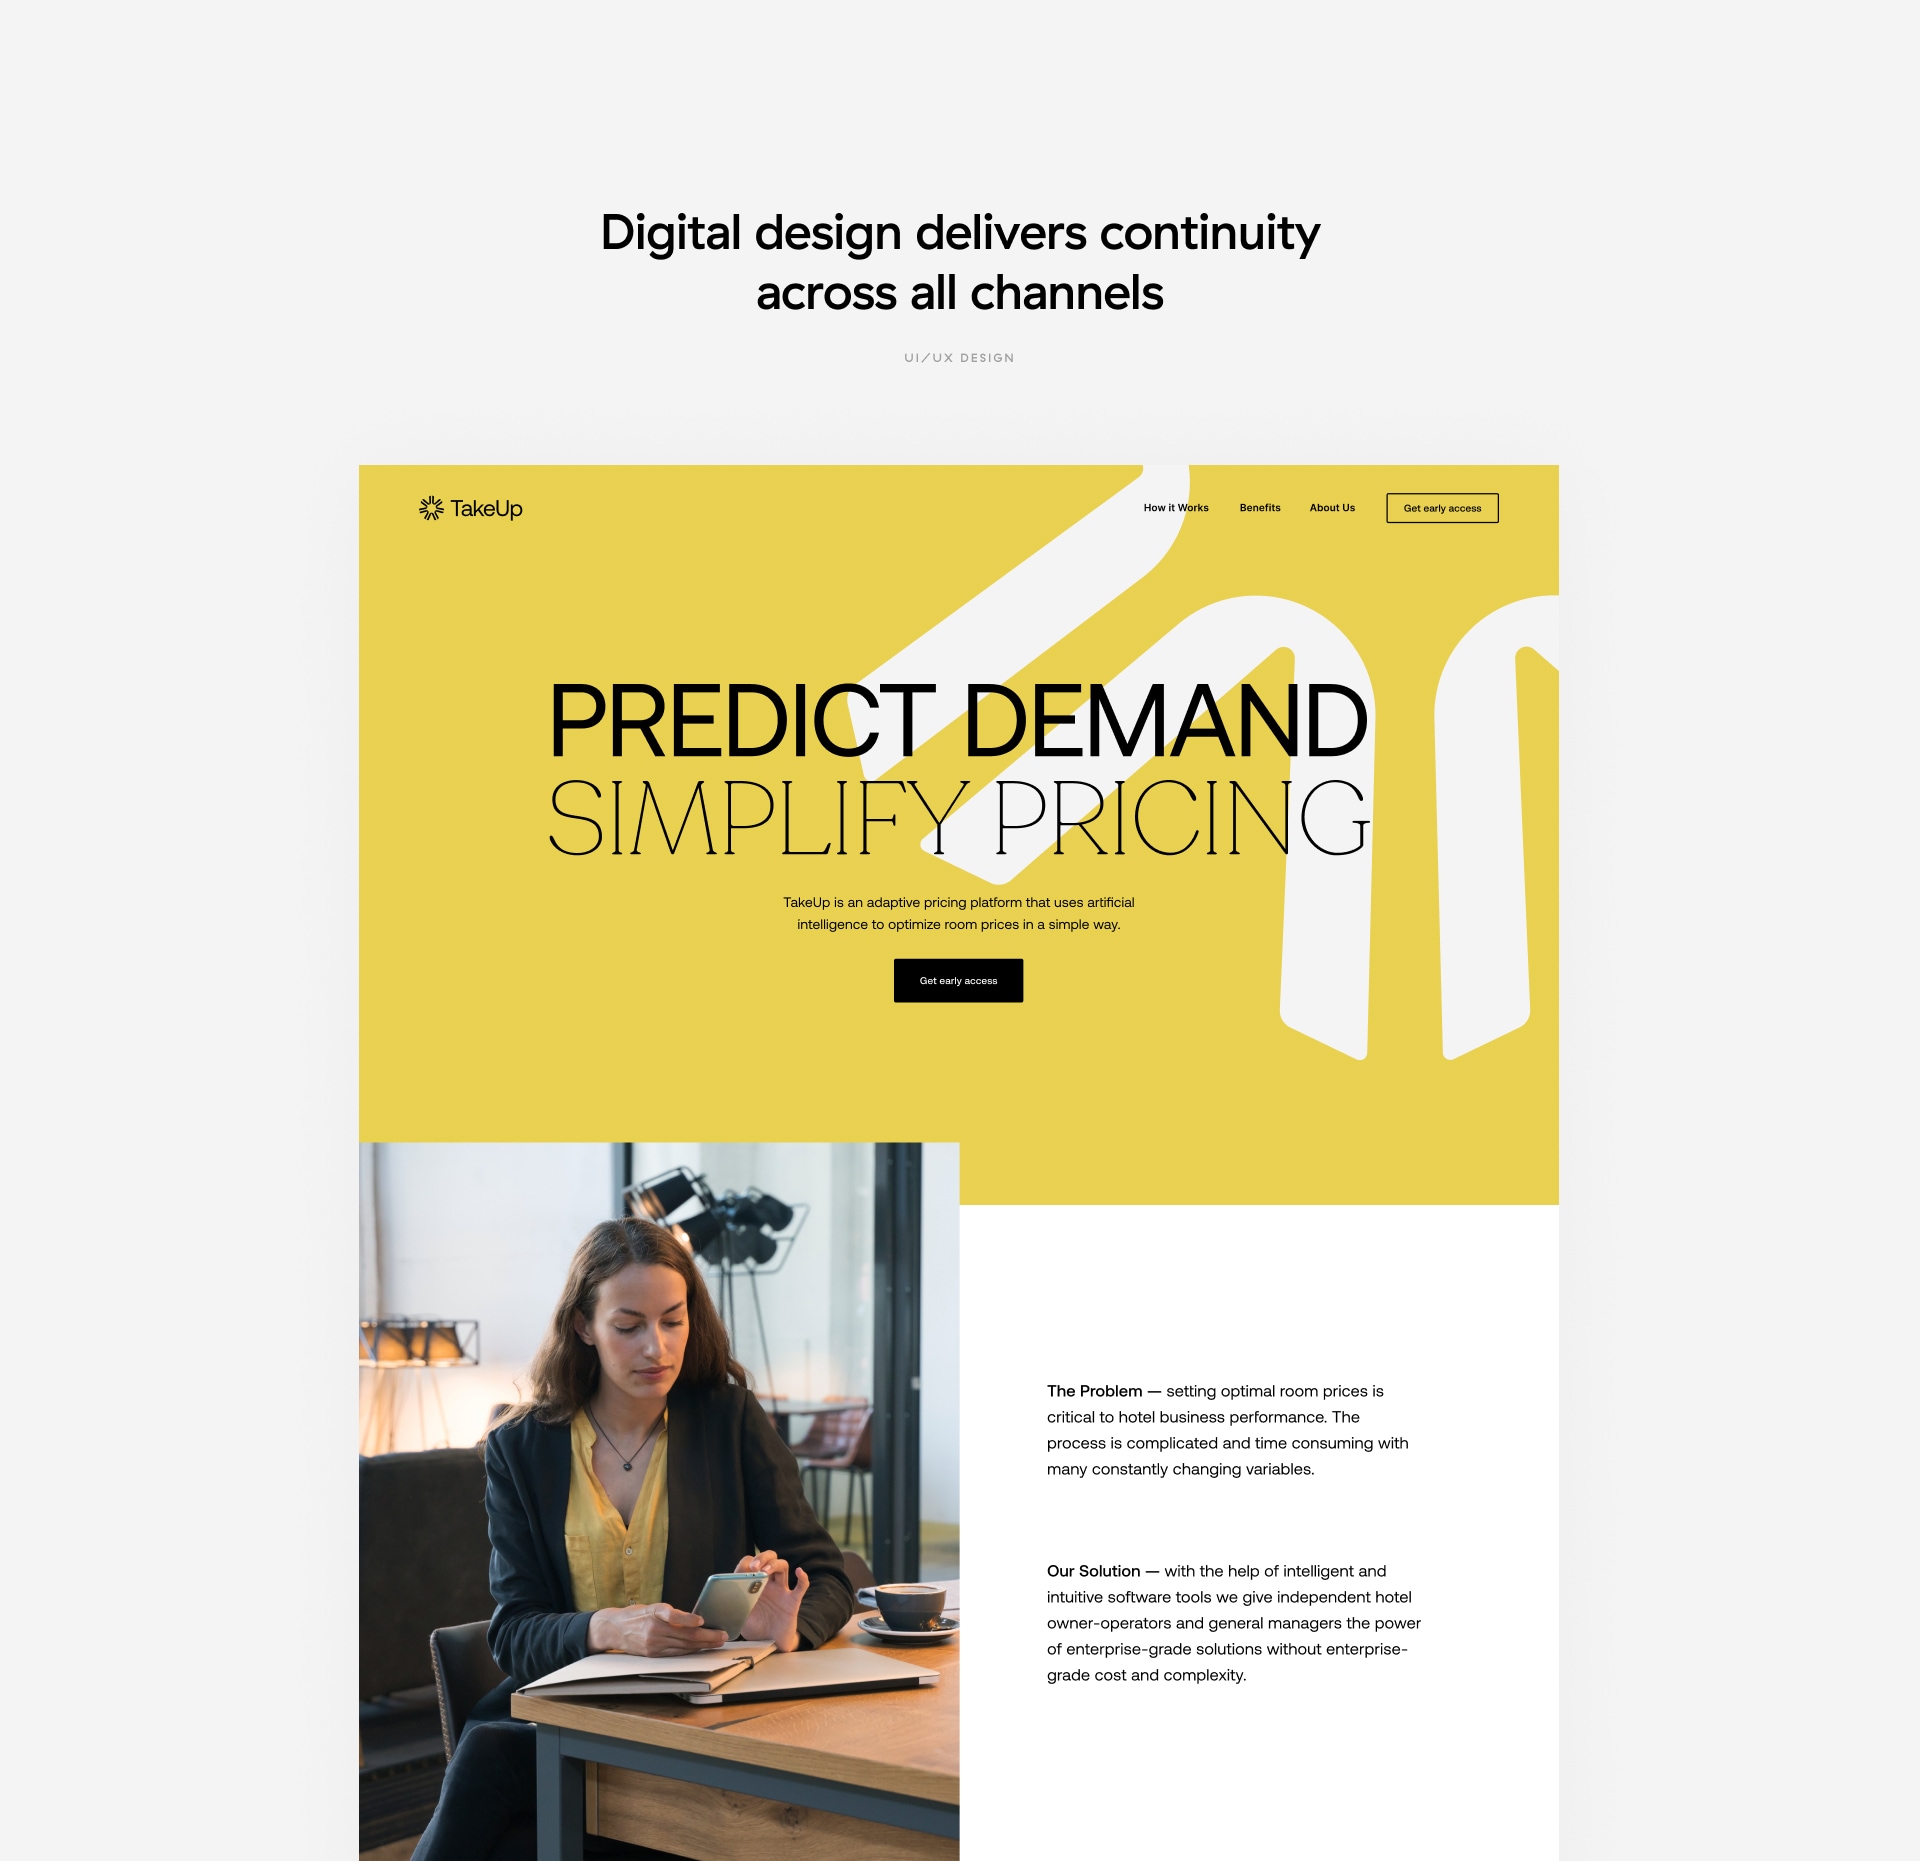 Digital design delivers continuity
across all channels
UI/UX DESIGN
TakeUp
How it Works
Benefits
About Us
Get early access
PREDICT DEMAND
SIMPLIFY PRICING
TakeUp is an adaptive pricing platform that uses artificial
intelligence to optimize room prices in a simple way.
Get early access
The Problem — setting optimal room prices is
critical to hotel business performance. The
process is complicated and time consuming with
many constantly changing variables.
Our Solution — with the help of intelligent and
intuitive software tools we give independent hotel
owner-operators and general managers the power
of enterprise-grade solutions without enterprise-
grade cost and complexity.